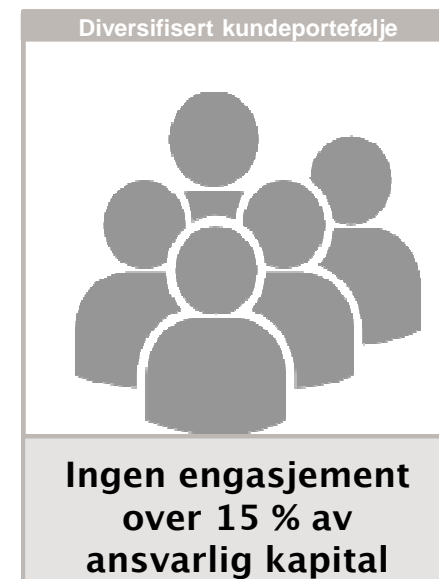 Diversifisert kundeportefølje
Ingen engasjement
over 15 % av
ansvarlig kapital